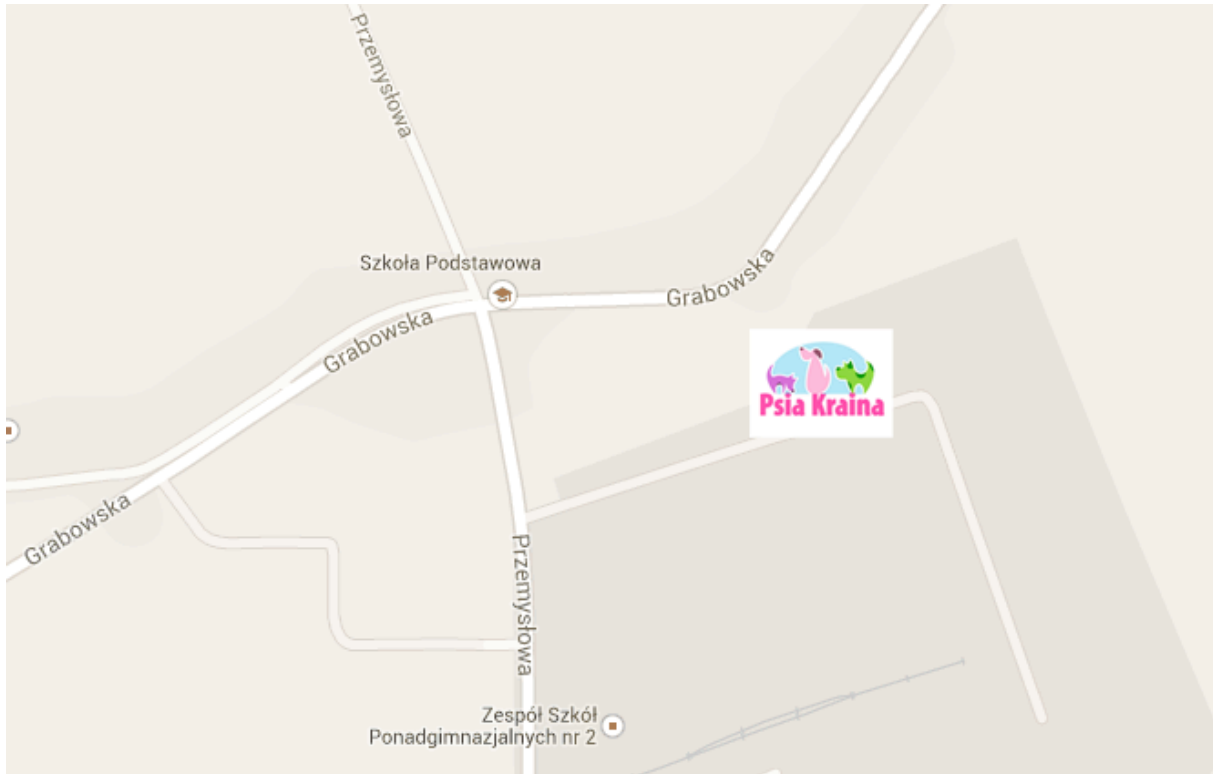 Przemysłowa
Szkoła Podstawowa
Grabowska
Grabowska
Psia Kraina
Grabowska
Przemysłowa
Zespół Szkół
Ponadgimnazjalnych nr 2